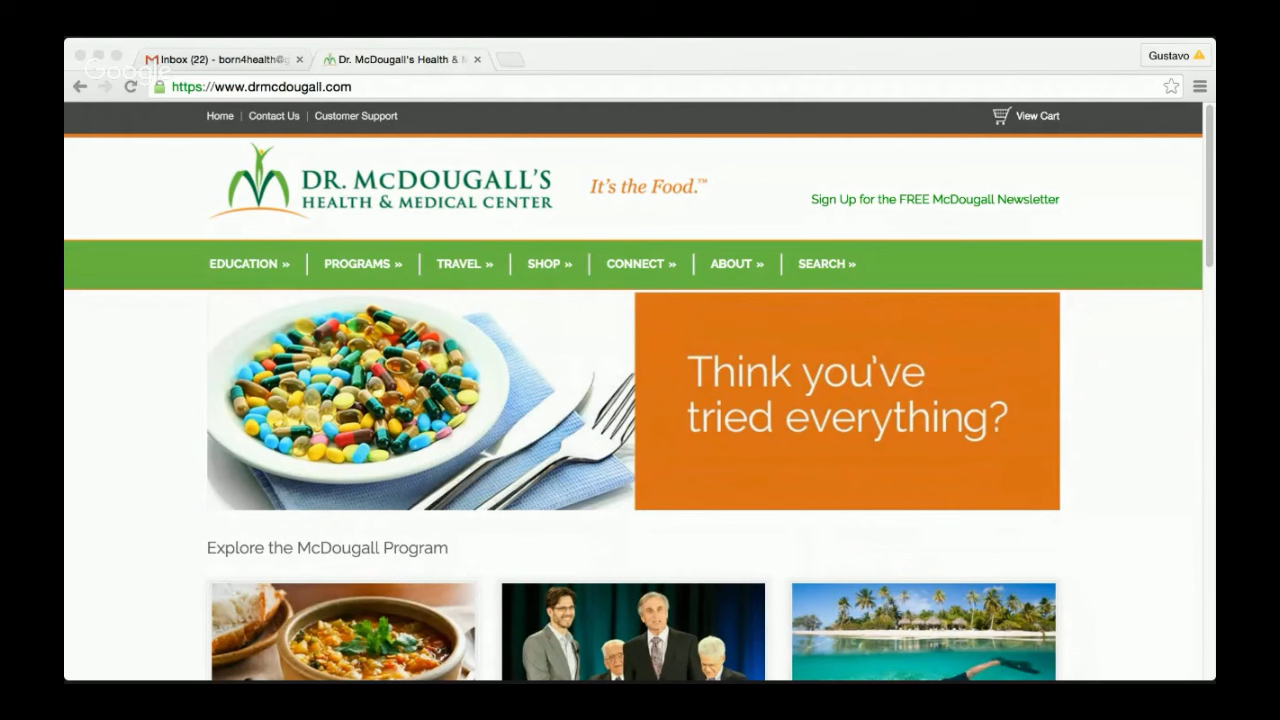 Inbox (22) - born4health@g
Dr. McDougall's Health & M
Gustavo
Google
https://www.drmcdougall.com
Home | Contact Us | Customer Support
View Cart
DR. MCDOUGALL'S
HEALTH & MEDICAL CENTER
It's the Food.™
Sign Up for the FREE McDougall Newsletter
EDUCATION » PROGRAMS » TRAVEL » SHOP » CONNECT » ABOUT » SEARCH »
Think you've
tried everything?
Explore the McDougall Program